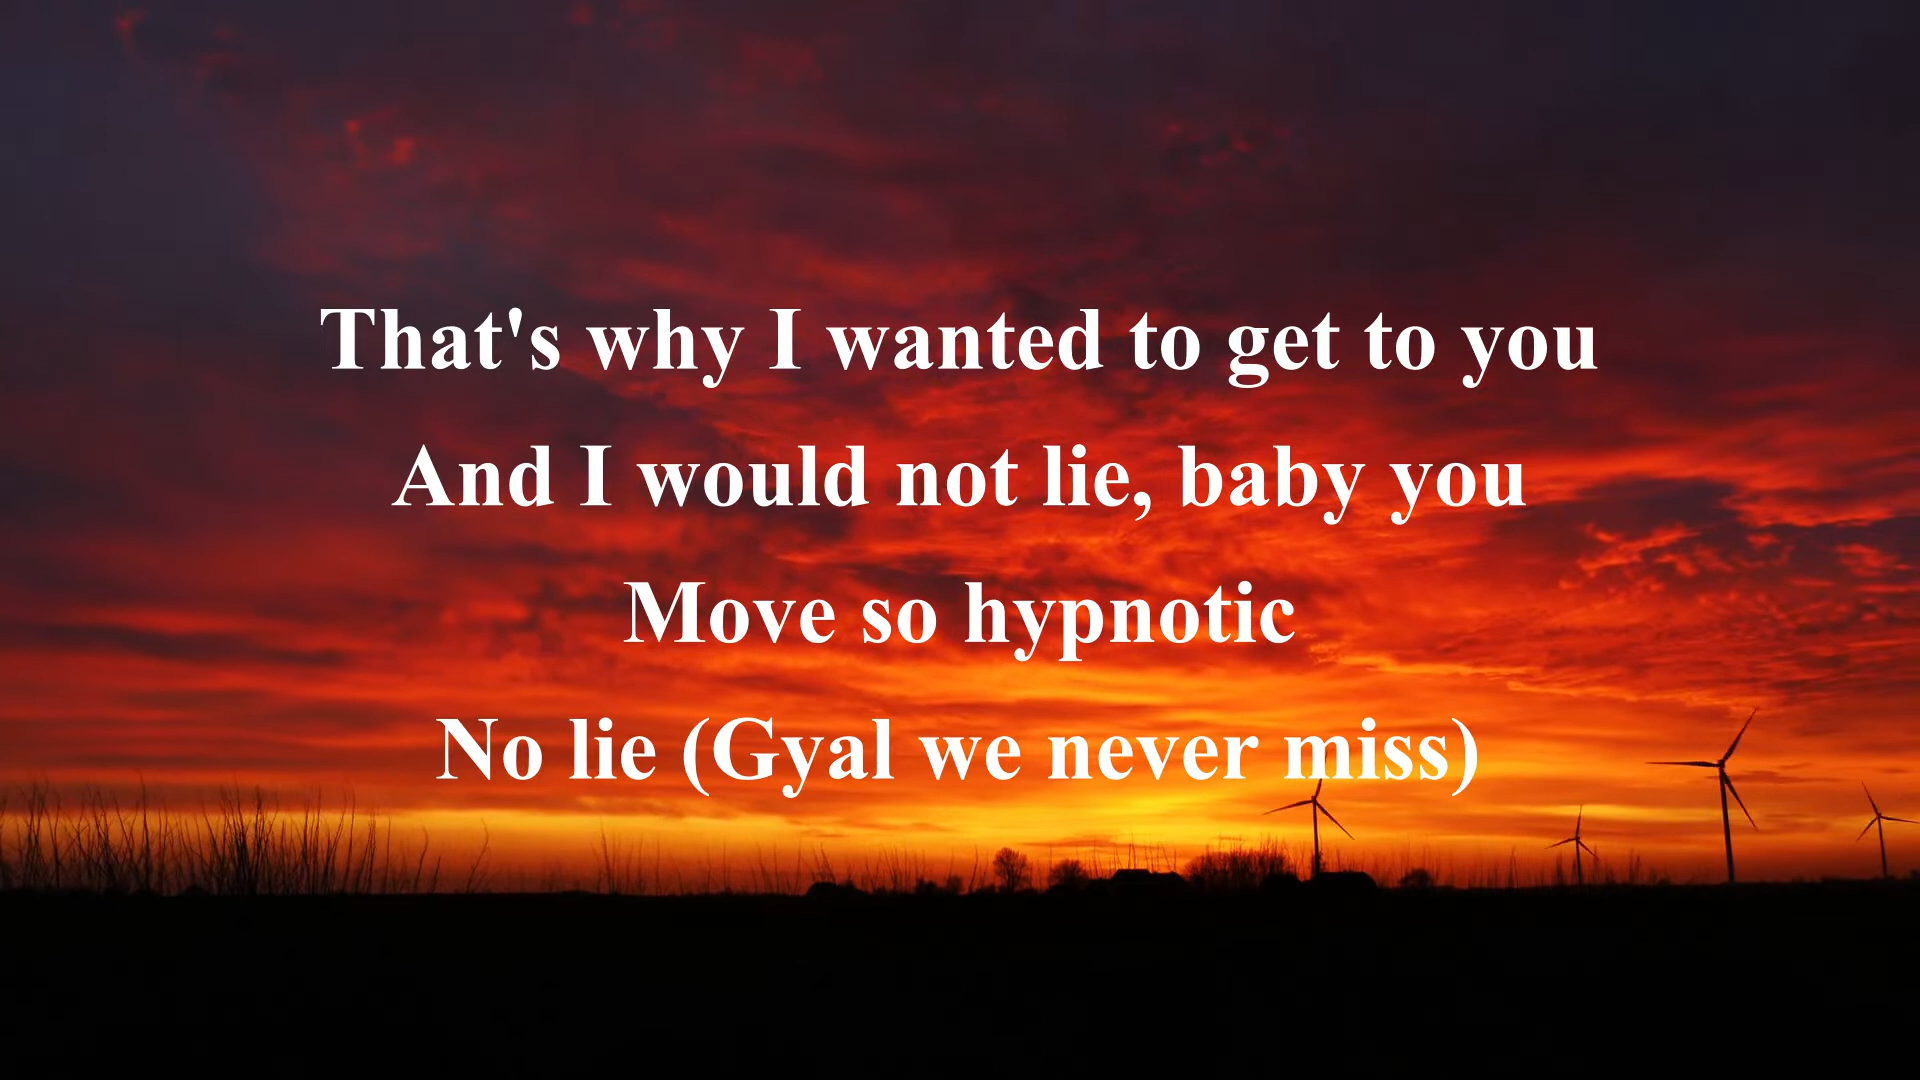 That's why I wanted to get to you
And I would not lie, baby you
Move so hypnotic
No lie (Gyal we never miss)